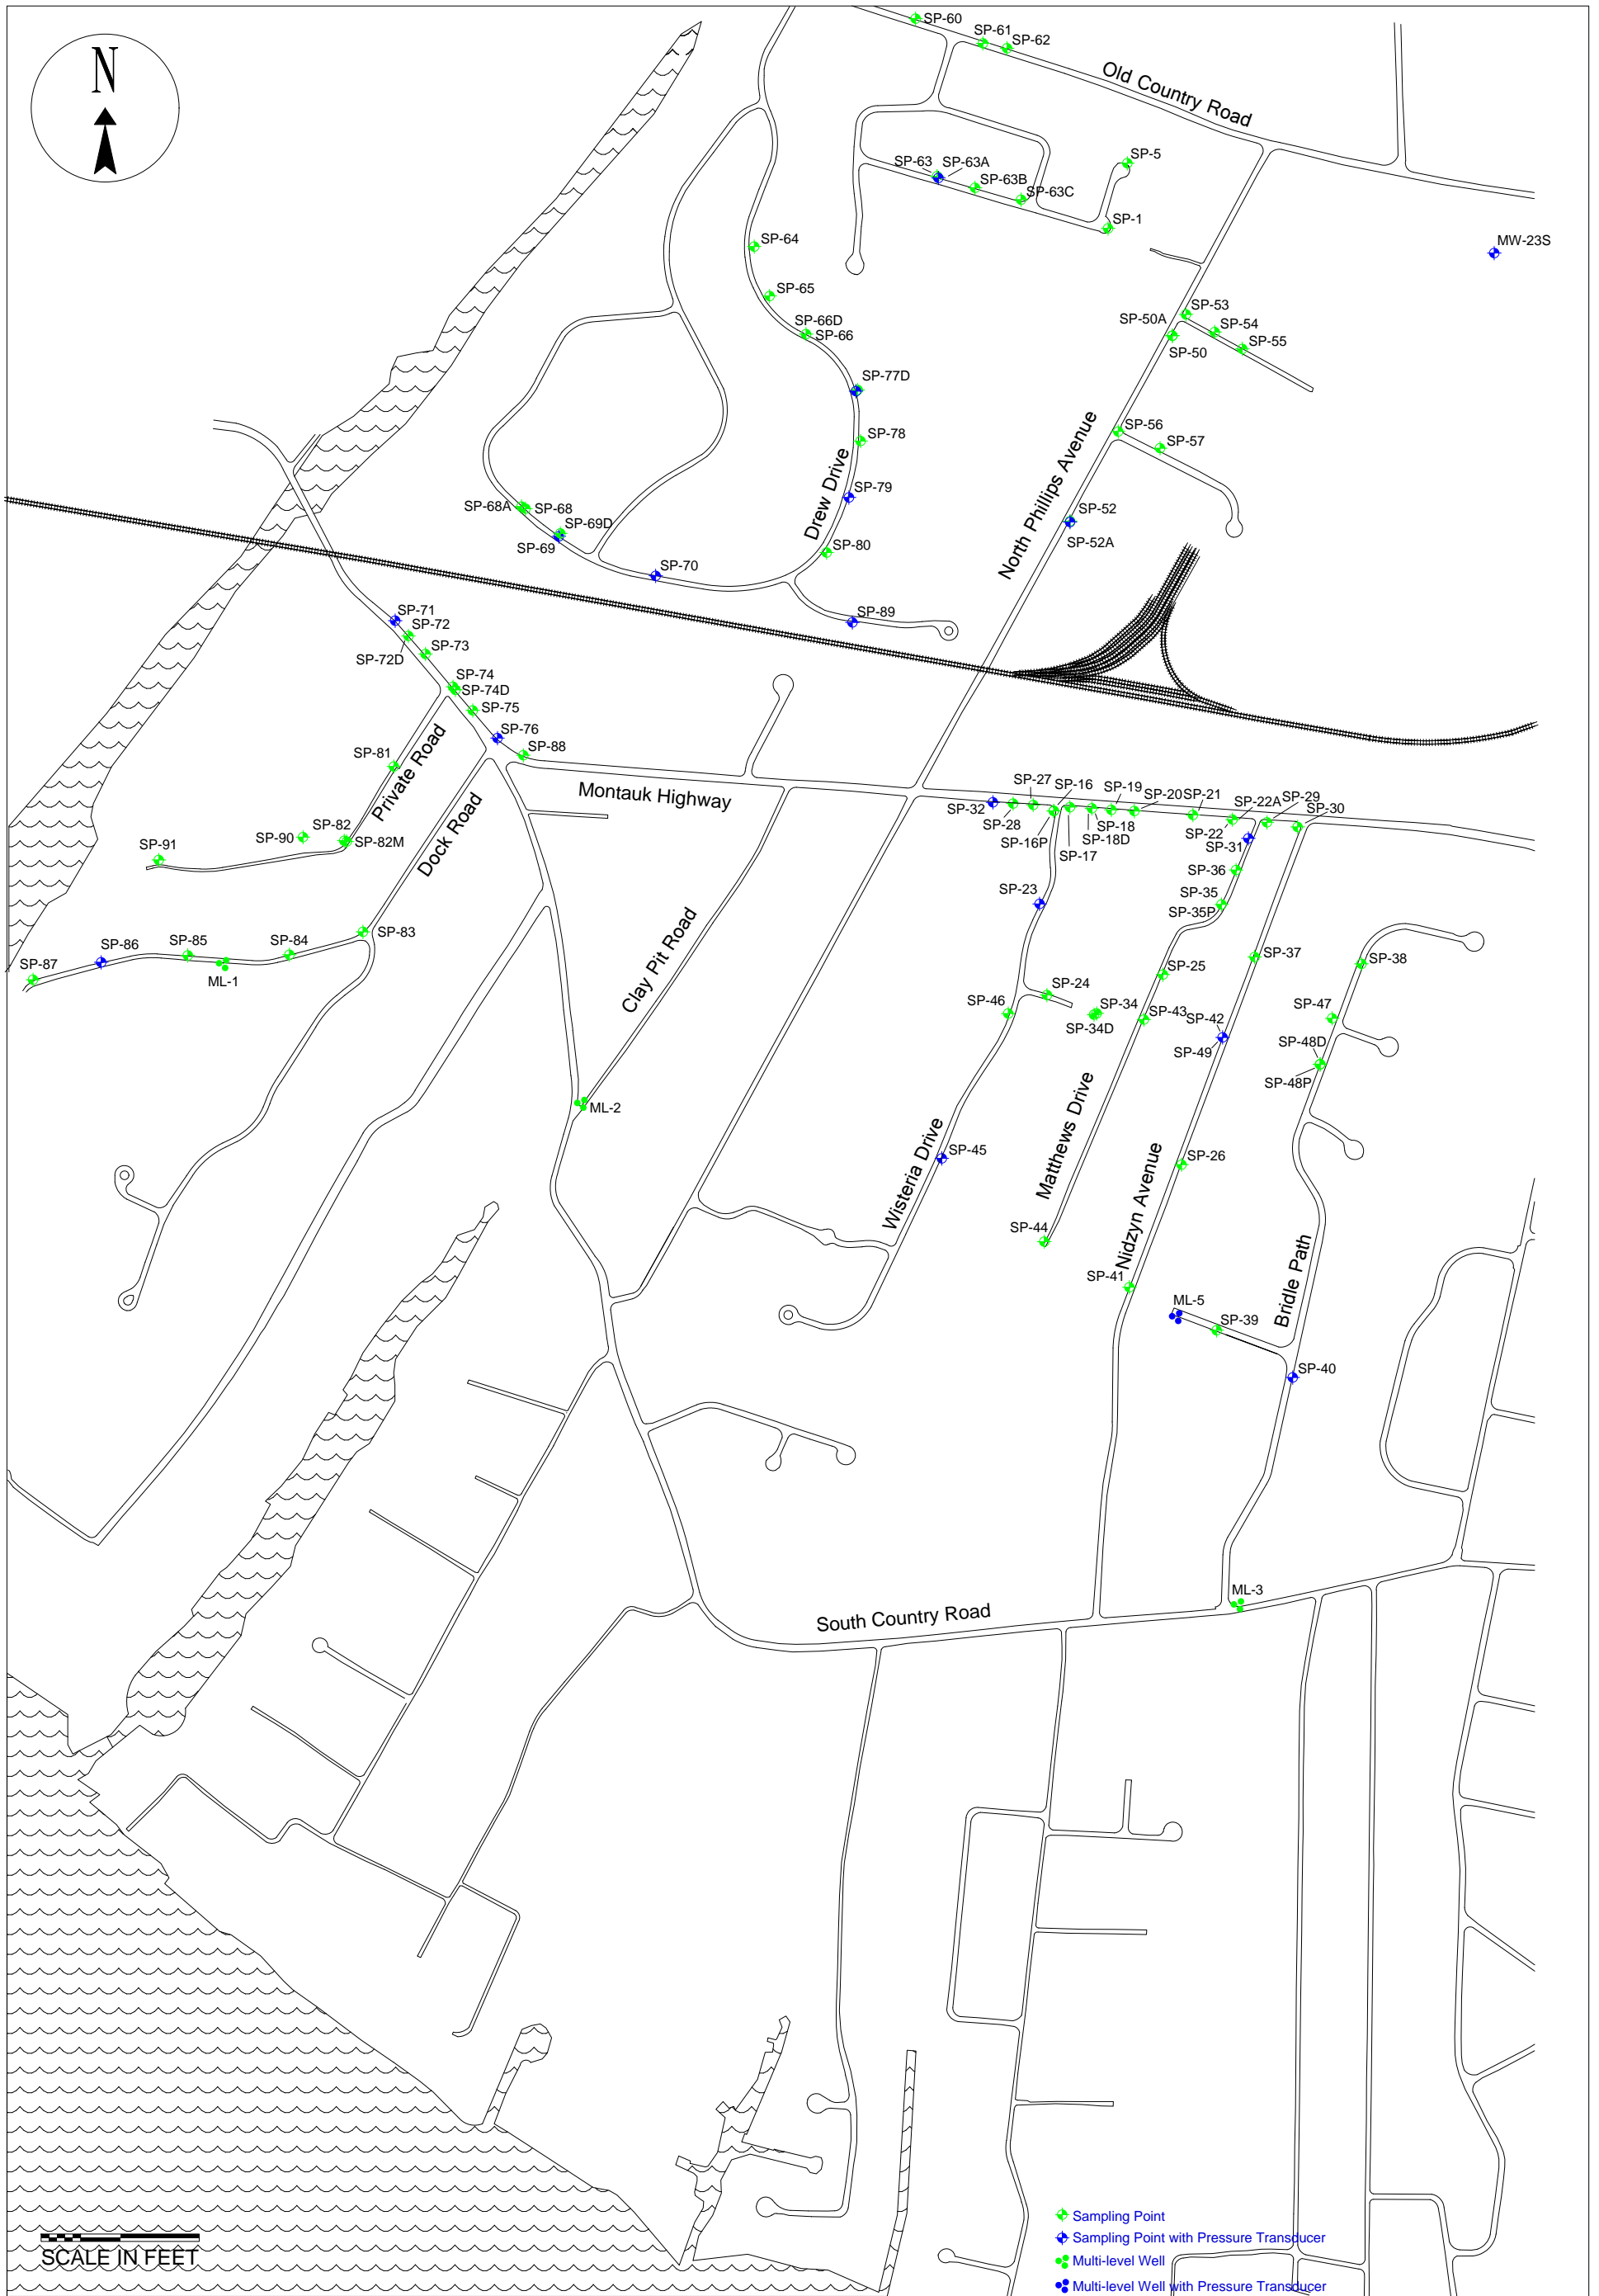 SP-60
SP-61
SP-62
N
Old Country Road
SP-5
SP-63
SP-63A
SP-63B
SP-63C
SP-1
SP-64
MW-23S
SP-65
SP-53
SP-66D
SP-50A
SP-54
SP-66
SP-50
SP-55
SP-77D
SP-56
SP-78
SP-57
North Phillips Avenue
Drew Drive
SP-79
SP-68A
SP-68
SP-52
SP-69D
SP-69
SP-52A
SP-80
SP-70
SP-71
SP-89
SP-72
SP-72D
SP-73
SP-74
SP-74D
SP-75
SP-76
Private Road
SP-81
SP-88
Montauk Highway
SP-27
SP-16
SP-19
SP-32
SP-20
SP-21
SP-22A
SP-29
SP-30
SP-28
SP-18
SP-22
SP-16P
SP-18D
SP-31
SP-17
Dock Road
SP-90
SP-82
SP-82M
SP-91
SP-36
SP-23
SP-35
SP-35P
SP-83
SP-84
SP-85
SP-86
SP-87
ML-1
Clay Pit Road
SP-37
SP-38
SP-25
SP-24
SP-46
SP-34
SP-34D
SP-43
SP-42
SP-47
SP-49
SP-48D
SP-48P
ML-2
Matthews Drive
SP-45
Wisteria Drive
SP-26
Nidzyn Avenue
SP-44
Bridle Path
SP-41
ML-5
SP-39
SP-40
ML-3
South Country Road
SCALE IN FEET
Sampling Point
Sampling Point with Pressure Transducer
Multi-level Well
Multi-level Well with Pressure Transducer